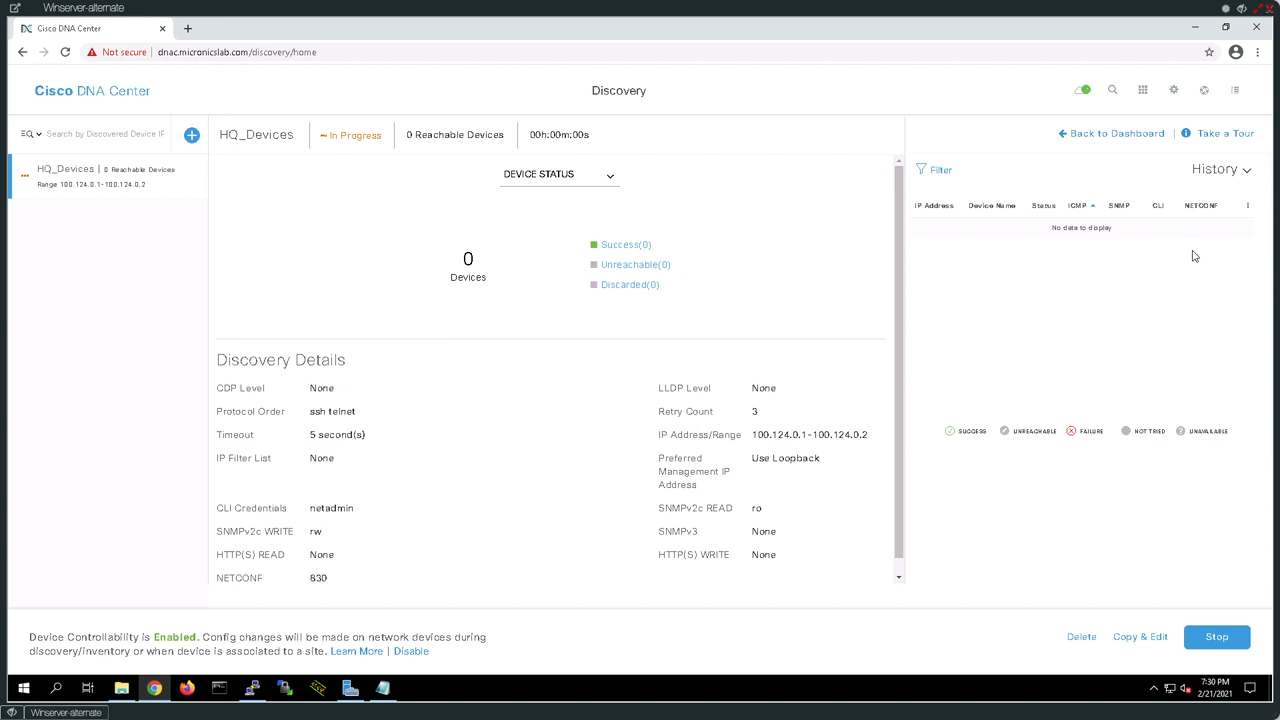 Winserver-alternate
Cisco DNA Center
Not secure | dnac.micronicslab.com/discovery/home
Cisco DNA Center
Discovery
Search by Discovered Device IF
HQ_Devices
In Progress
0 Reachable Devices
00h:00m:00s
Back to Dashboard | Take a Tour
HQ_Devices | 0 Reachable Devices
Range 100.124.0.1-100.124.0.2
DEVICE STATUS
Filter
History
IP Address Device Name Status ICMP SNMP CLI NETCONF
No data to display
0
Devices
Success(0)
Unreachable(0)
Discarded(0)
SUCCESS UNREACHABLE FAILURE NOT TRIED UNAVAILABLE
Discovery Details
CDP Level None LLDP Level None
Protocol Order ssh telnet Retry Count 3
Timeout 5 second(s) IP Address/Range 100.124.0.1-100.124.0.2
IP Filter List None Preferred Use Loopback
Management IP
Address
CLI Credentials netadmin SNMPv2c READ ro
SNMPv2c WRITE rw SNMPv3 None
HTTP(S) READ None HTTP(S) WRITE None
NETCONF 830
Device Controllability is Enabled. Config changes will be made on network devices during
discovery/inventory or when device is associated to a site. Learn More | Disable
Delete Copy & Edit Stop
7:30 PM
2/21/2021
Winserver-alternate